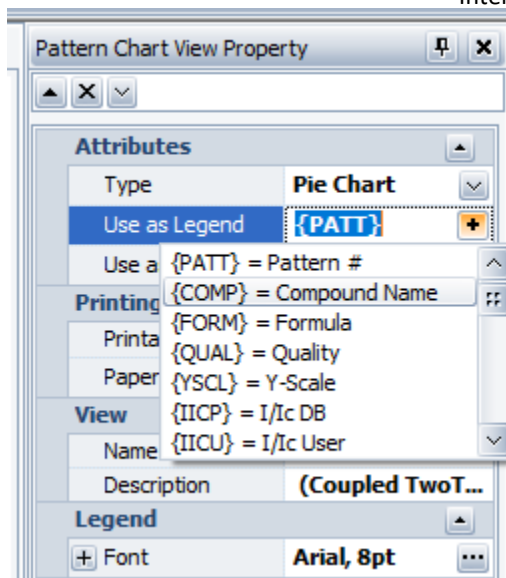 Inter
Pattern Chart View Property
Attributes
Type Pie Chart
Use as Legend {PATT}
Use a
{PATT} = Pattern #
{COMP} = Compound Name
Printing
{FORM} = Formula
Printa
{QUAL} = Quality
Paper
{YSCL} = Y-Scale
{IICP} = I/Ic DB
View
{IICU} = I/Ic User
Name
Description (Coupled TwoT...
Legend
Font Arial, 8pt